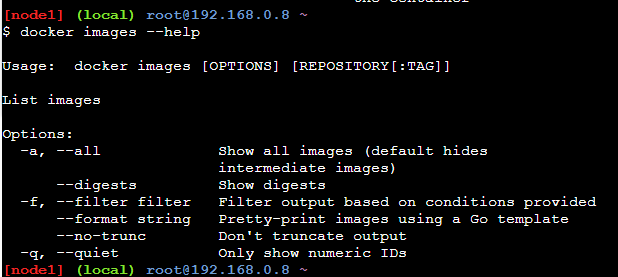 the container
[node1] (local) root@192.168.0.8 ~
$ docker images --help
Usage:  docker images [OPTIONS] [REPOSITORY[:TAG]]
List images
Options:
  -a, --all             Show all images (default hides
                        intermediate images)
      --digests         Show digests
  -f, --filter filter   Filter output based on conditions provided
      --format string   Pretty-print images using a Go template
      --no-trunc        Don't truncate output
  -q, --quiet           Only show numeric IDs
[node1] (local) root@192.168.0.8 ~